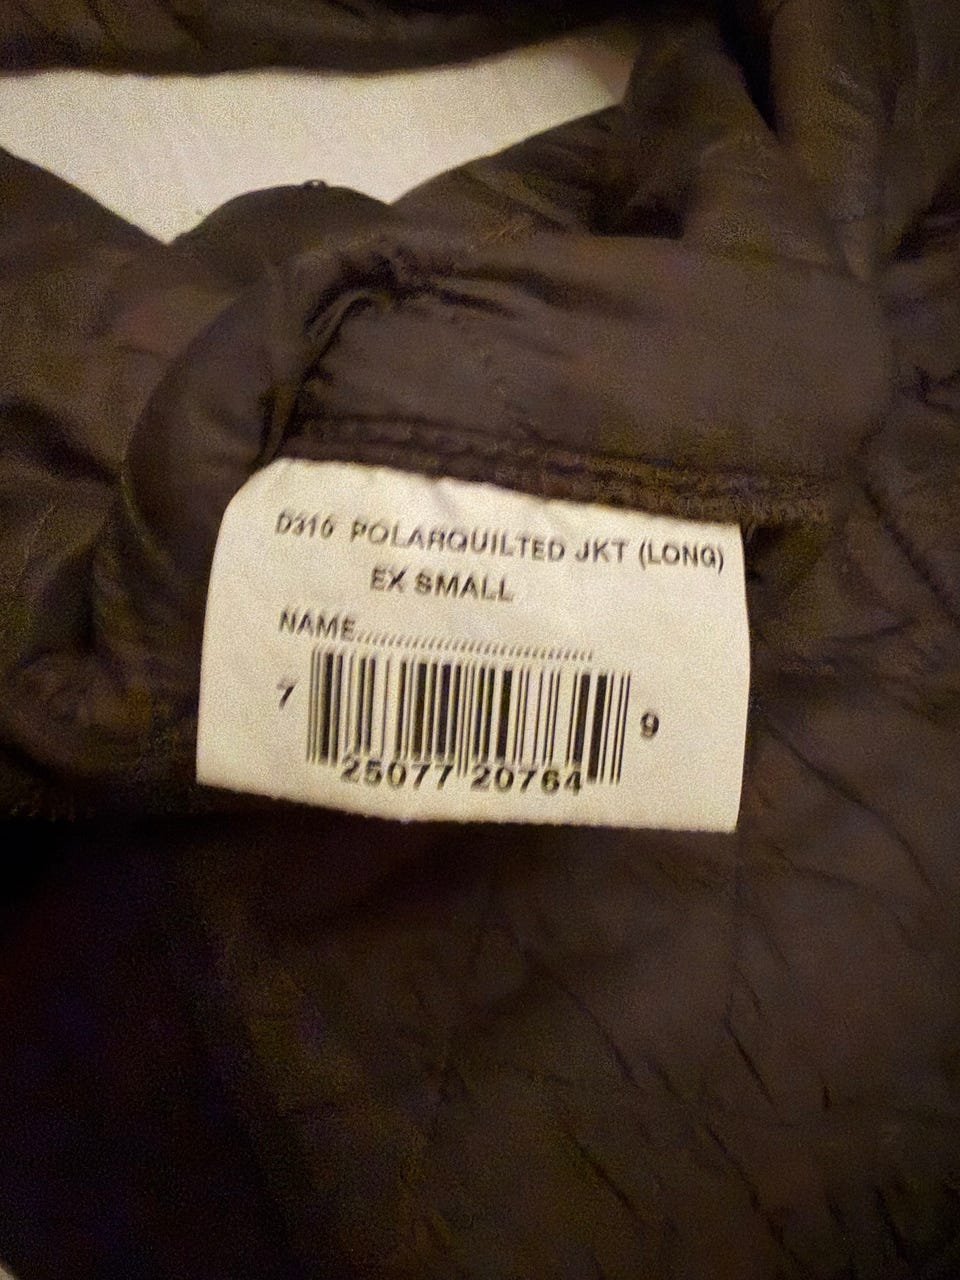 D310 POLARQUILTED JKT (LONG)
EX SMALL
NAME..............................
7 25077 20764 9